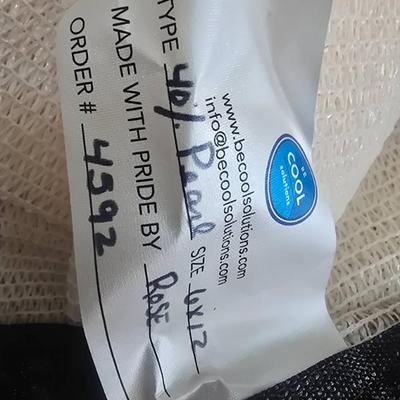 BE
COOL
solutions
www.becoolsolutions.com
info@becoolsolutions.com
TYPE 40% Pearl SIZE 6x12
MADE WITH PRIDE BY ROSE
ORDER # 4592